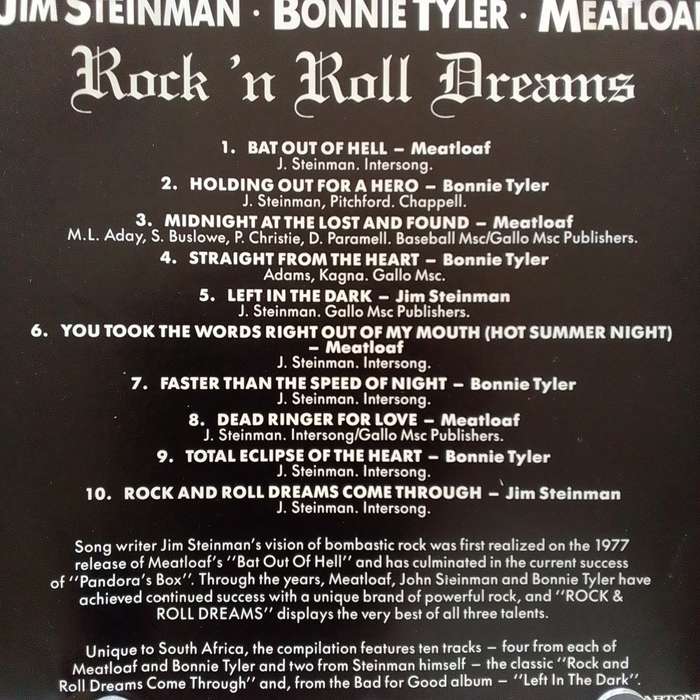 JIM STEINMAN · BONNIE TYLER · MEATLOAF
Rock 'n Roll Dreams
1. BAT OUT OF HELL – Meatloaf
J. Steinman. Intersong.
2. HOLDING OUT FOR A HERO – Bonnie Tyler
J. Steinman, Pitchford. Chappell.
3. MIDNIGHT AT THE LOST AND FOUND – Meatloaf
M.L. Aday, S. Buslowe, P. Christie, D. Paramell. Baseball Msc/Gallo Msc Publishers.
4. STRAIGHT FROM THE HEART – Bonnie Tyler
Adams, Kagna. Gallo Msc.
5. LEFT IN THE DARK – Jim Steinman
J. Steinman. Gallo Msc Publishers.
6. YOU TOOK THE WORDS RIGHT OUT OF MY MOUTH (HOT SUMMER NIGHT)
– Meatloaf
J. Steinman. Intersong.
7. FASTER THAN THE SPEED OF NIGHT – Bonnie Tyler
J. Steinman. Intersong.
8. DEAD RINGER FOR LOVE – Meatloaf
J. Steinman. Intersong/Gallo Msc Publishers.
9. TOTAL ECLIPSE OF THE HEART – Bonnie Tyler
J. Steinman. Intersong.
10. ROCK AND ROLL DREAMS COME THROUGH – Jim Steinman
J. Steinman. Intersong.
Song writer Jim Steinman's vision of bombastic rock was first realized on the 1977
release of Meatloaf's "Bat Out Of Hell" and has culminated in the current success
of "Pandora's Box". Through the years, Meatloaf, John Steinman and Bonnie Tyler have
achieved continued success with a unique brand of powerful rock, and "ROCK &
ROLL DREAMS" displays the very best of all three talents.
Unique to South Africa, the compilation features ten tracks – four from each of
Meatloaf and Bonnie Tyler and two from Steinman himself – the classic "Rock and
Roll Dreams Come Through" and, from the Bad for Good album – "Left In The Dark".